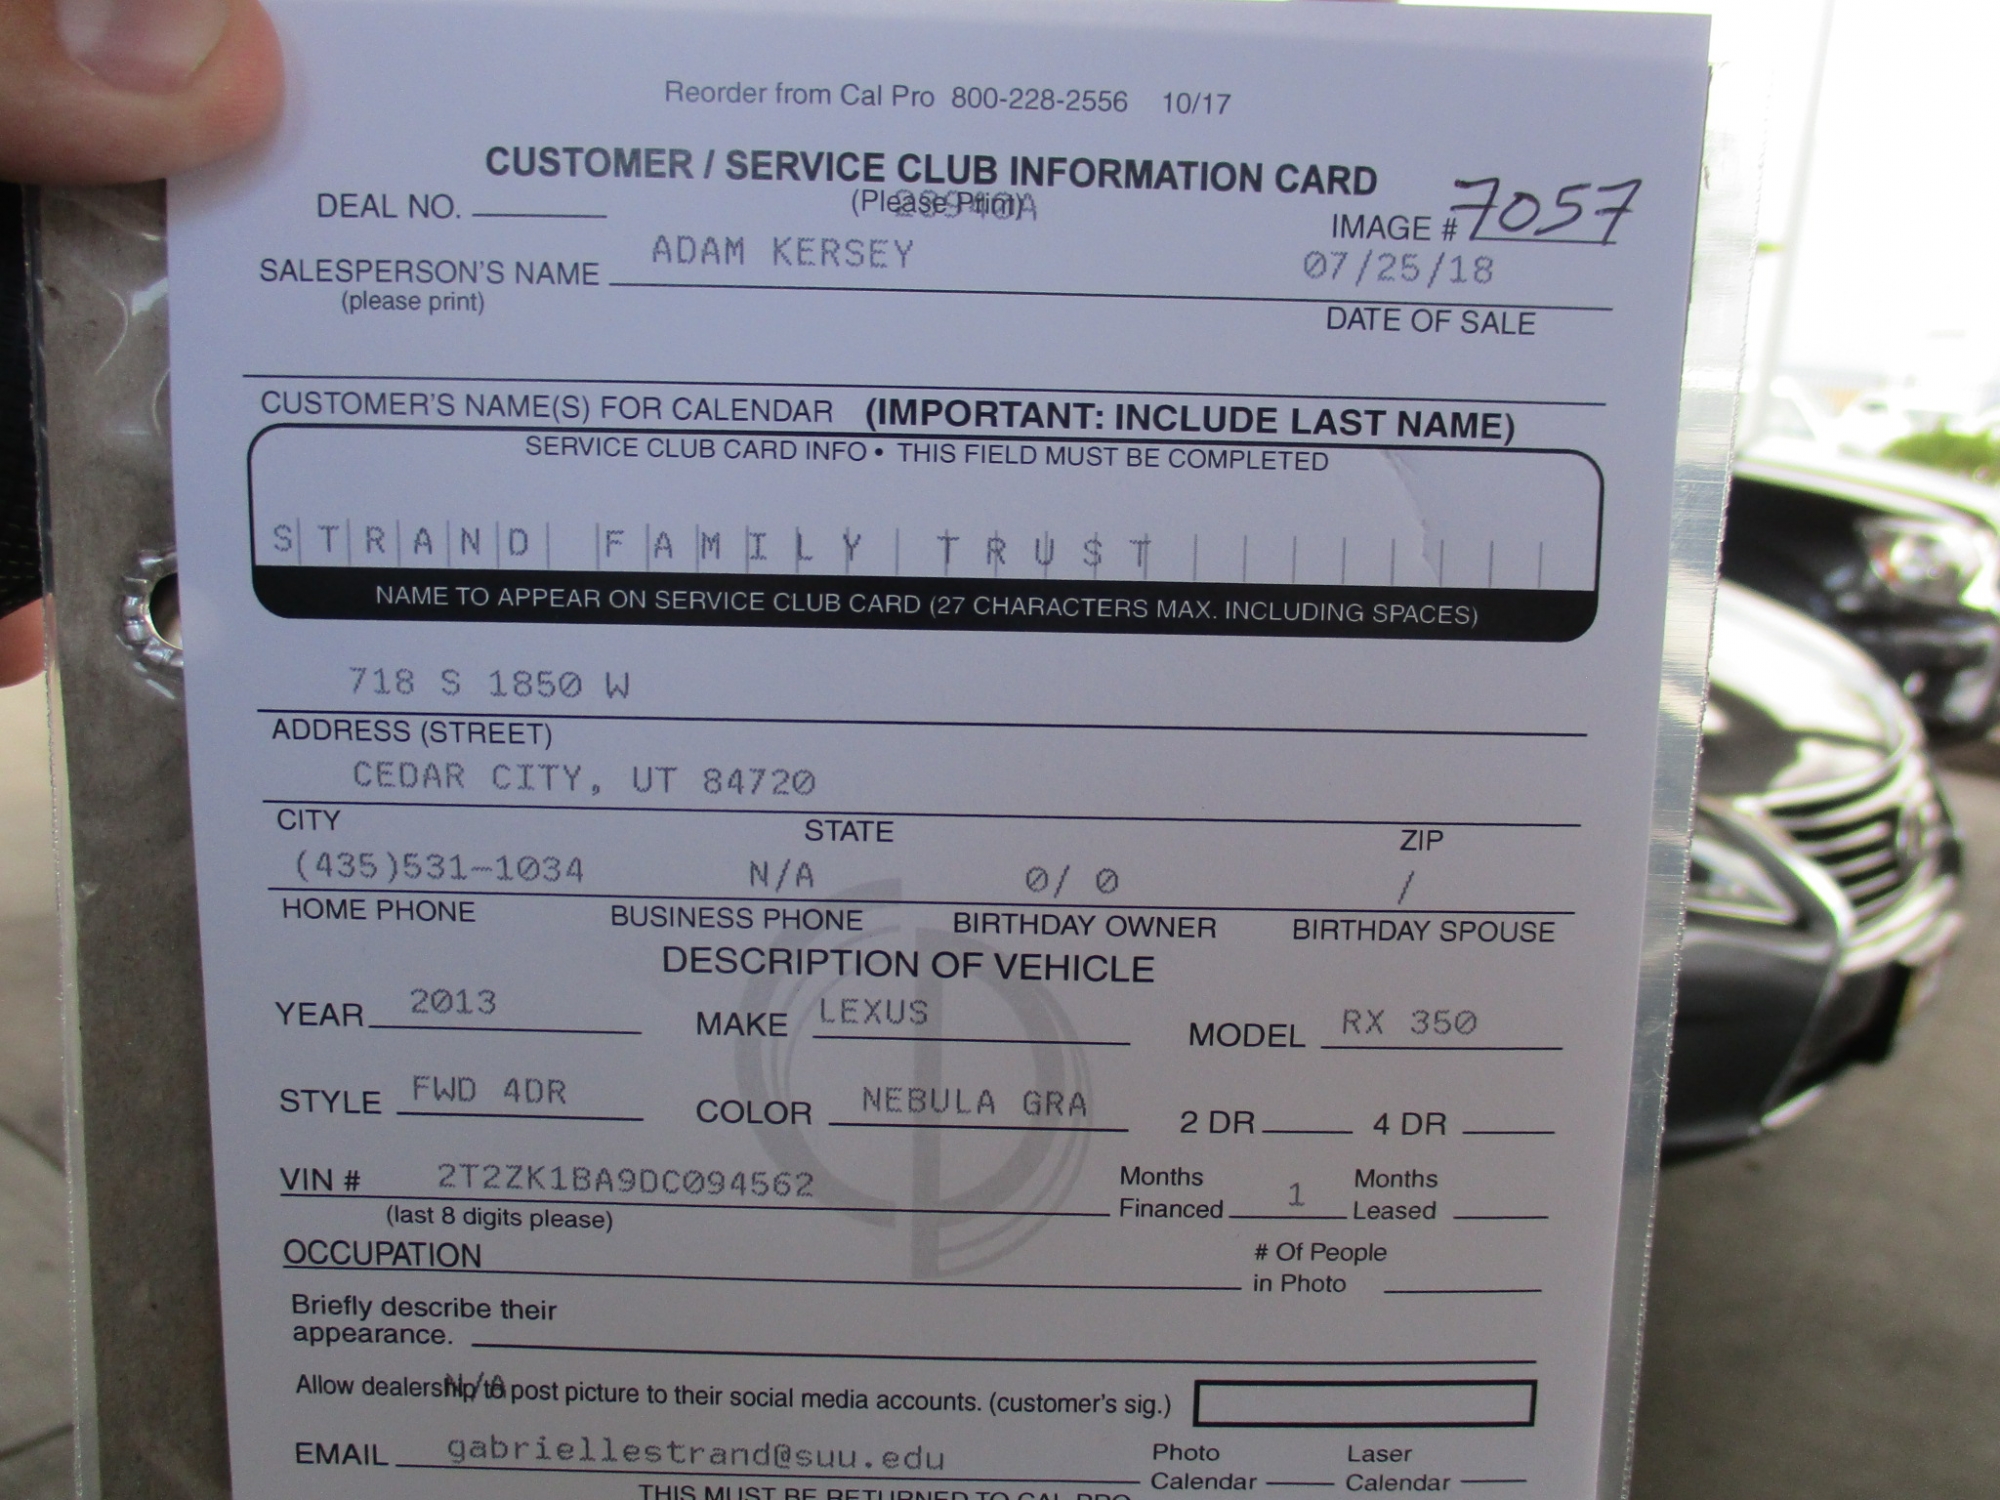 Reorder from Cal Pro 800-228-2556 10/17
CUSTOMER / SERVICE CLUB INFORMATION CARD
(Please Print)
DEAL NO. IMAGE # 7057
SALESPERSON'S NAME ADAM KERSEY 07/25/18
(please print) DATE OF SALE
CUSTOMER'S NAME(S) FOR CALENDAR (IMPORTANT: INCLUDE LAST NAME)
SERVICE CLUB CARD INFO • THIS FIELD MUST BE COMPLETED
STRAND FAMILY TRUST
NAME TO APPEAR ON SERVICE CLUB CARD (27 CHARACTERS MAX. INCLUDING SPACES)
718 S 1850 W
ADDRESS (STREET)
CEDAR CITY, UT 84720
CITY STATE ZIP
(435)531-1034 N/A 0/ 0 /
HOME PHONE BUSINESS PHONE BIRTHDAY OWNER BIRTHDAY SPOUSE
DESCRIPTION OF VEHICLE
YEAR 2013 MAKE LEXUS MODEL RX 350
STYLE FWD 4DR COLOR NEBULA GRA 2 DR 4 DR
VIN # 2T2ZK1BA9DC094562 Months Financed 1 Months Leased
(last 8 digits please)
OCCUPATION # Of People in Photo
Briefly describe their
appearance.
N/A
Allow dealership to post picture to their social media accounts. (customer's sig.)
EMAIL gabriellestrand@suu.edu Photo Calendar Laser Calendar
THIS MUST BE RETURNED TO CAL PRO